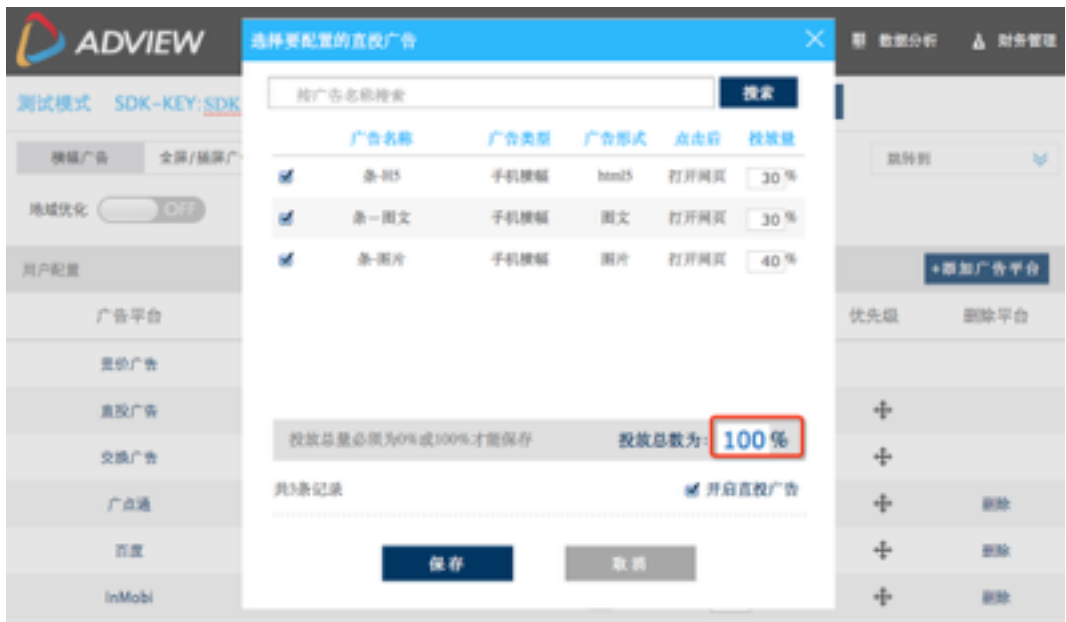 ADVIEW
选择要配置的直投广告
数据分析
财务管理
测试模式 SDK-KEY:SDK
按广告名称搜索
搜索
横幅广告 全屏/插屏广
跳转到
广告名称 广告类型 广告形式 点击后 投放量
条-H5 手机横幅 html5 打开网页 30 %
条一图文 手机横幅 图文 打开网页 30 %
条-图片 手机横幅 图片 打开网页 40 %
地域优化 OFF
用户配置
+添加广告平台
广告平台 优先级 删除平台
竞价广告
直投广告
投放总量必须为0%或100%才能保存 投放总数为: 100 %
交换广告
共3条记录 开启直投广告
广点通 删除
百度 删除
保存 取消
InMobi 删除